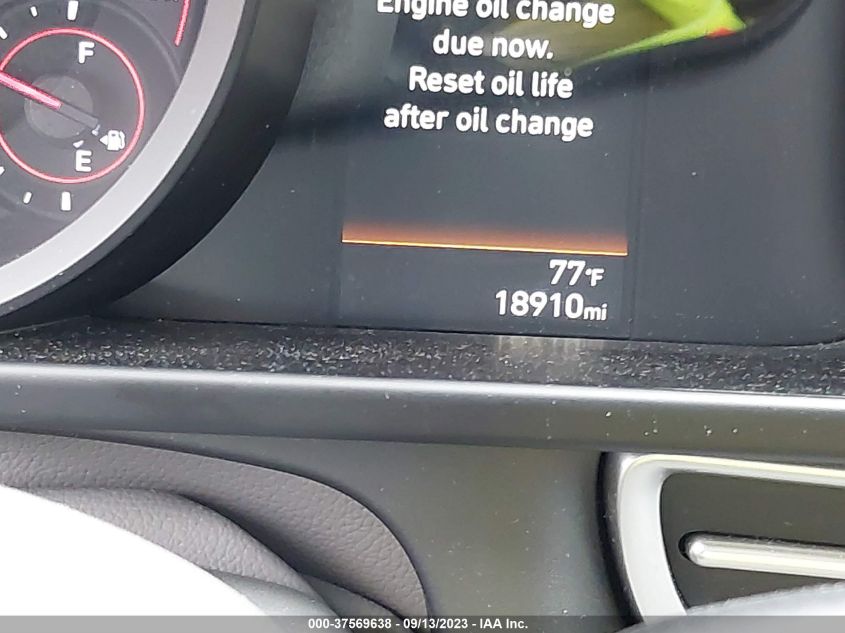 Engine oil change
due now.
Reset oil life
after oil change
F
E
77°F
18910mi
000-37569638 - 09/13/2023 - IAA Inc.